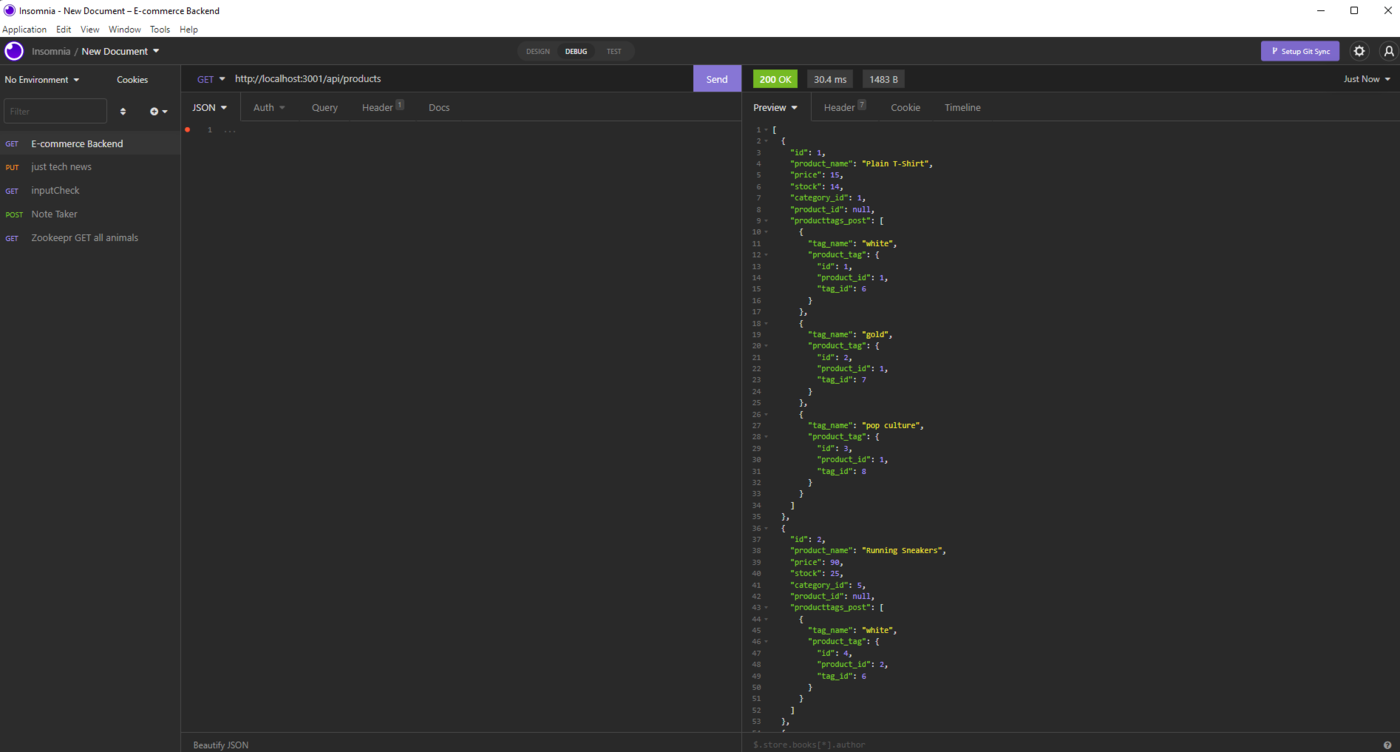 Insomnia - New Document – E-commerce Backend
Application Edit View Window Tools Help
Insomnia / New Document
DESIGN DEBUG TEST
Setup Git Sync
No Environment Cookies
Filter
GET E-commerce Backend
PUT just tech news
GET inputCheck
POST Note Taker
GET Zookeepr GET all animals
GET http://localhost:3001/api/products Send
JSON Auth Query Header 1 Docs
1 ...
Beautify JSON
200 OK 30.4 ms 1483 B Just Now
Preview Header 7 Cookie Timeline
1 [
2 {
3 "id": 1,
4 "product_name": "Plain T-Shirt",
5 "price": 15,
6 "stock": 14,
7 "category_id": 1,
8 "product_id": null,
9 "producttags_post": [
10 {
11 "tag_name": "white",
12 "product_tag": {
13 "id": 1,
14 "product_id": 1,
15 "tag_id": 6
16 }
17 },
18 {
19 "tag_name": "gold",
20 "product_tag": {
21 "id": 2,
22 "product_id": 1,
23 "tag_id": 7
24 }
25 },
26 {
27 "tag_name": "pop culture",
28 "product_tag": {
29 "id": 3,
30 "product_id": 1,
31 "tag_id": 8
32 }
33 }
34 ]
35 },
36 {
37 "id": 2,
38 "product_name": "Running Sneakers",
39 "price": 90,
40 "stock": 25,
41 "category_id": 5,
42 "product_id": null,
43 "producttags_post": [
44 {
45 "tag_name": "white",
46 "product_tag": {
47 "id": 4,
48 "product_id": 2,
49 "tag_id": 6
50 }
51 }
52 ]
53 },
$.store.books[*].author